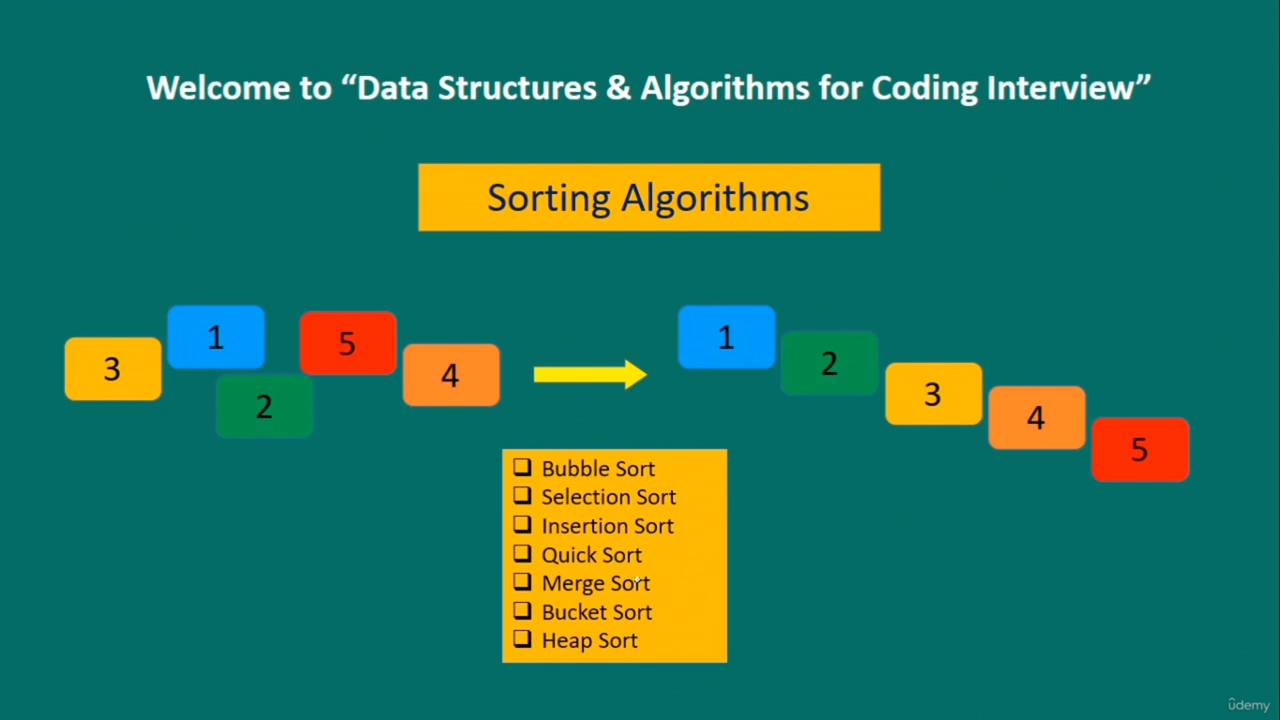 Welcome to “Data Structures & Algorithms for Coding Interview”
Sorting Algorithms
3
1
2
5
4
1
2
3
4
5
Bubble Sort
Selection Sort
Insertion Sort
Quick Sort
Merge Sort
Bucket Sort
Heap Sort
ûdemy